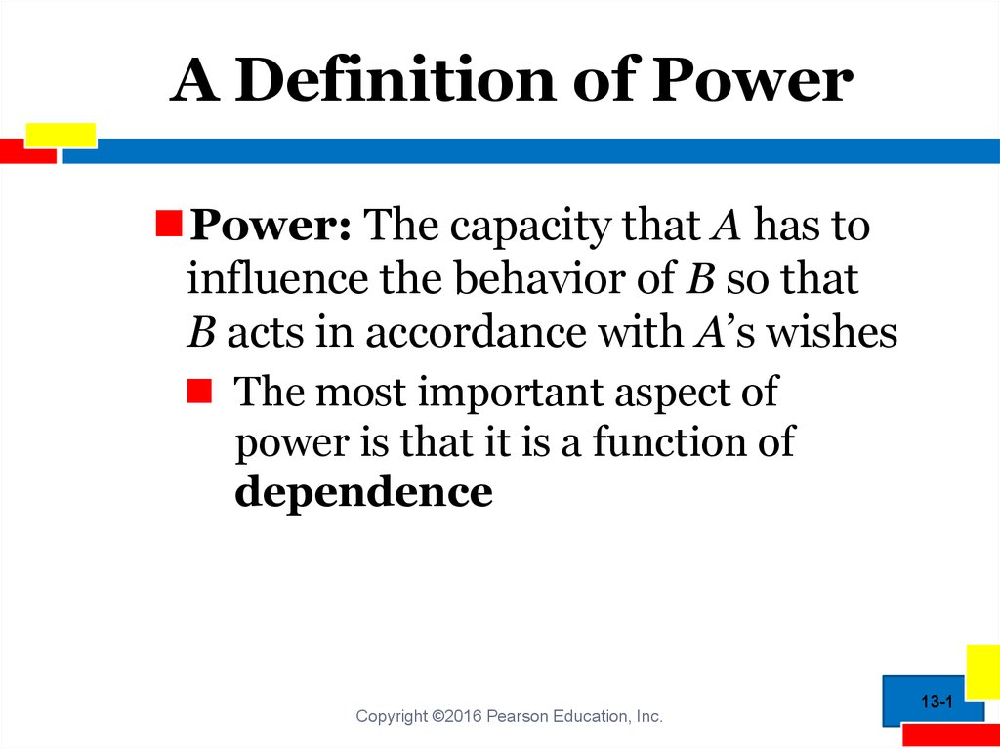 A Definition of Power
Power: The capacity that A has to
influence the behavior of B so that
B acts in accordance with A’s wishes
The most important aspect of
power is that it is a function of
dependence
Copyright ©2016 Pearson Education, Inc.
13-1